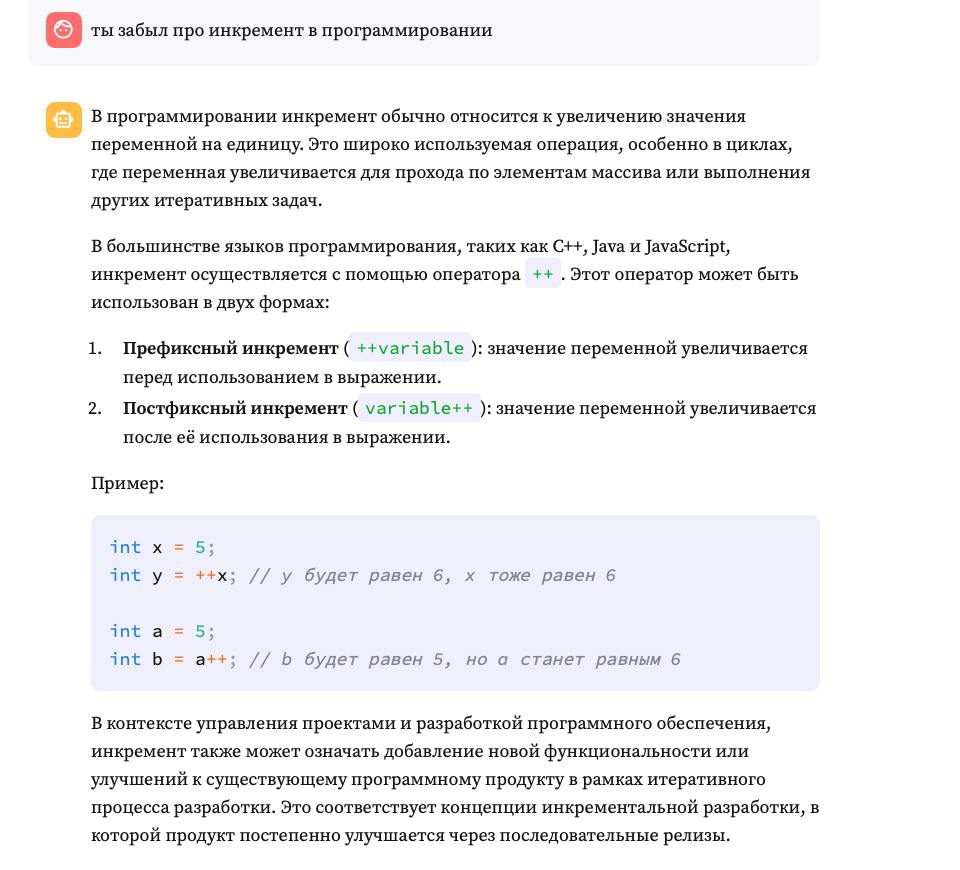 ты забыл про инкремент в программировании
В программировании инкремент обычно относится к увеличению значения
переменной на единицу. Это широко используемая операция, особенно в циклах,
где переменная увеличивается для прохода по элементам массива или выполнения
других итеративных задач.
В большинстве языков программирования, таких как C++, Java и JavaScript,
инкремент осуществляется с помощью оператора ++ . Этот оператор может быть
использован в двух формах:
1. Префиксный инкремент ( ++variable ): значение переменной увеличивается
перед использованием в выражении.
2. Постфиксный инкремент ( variable++ ): значение переменной увеличивается
после её использования в выражении.
Пример:
int x = 5;
int y = ++x; // y будет равен 6, x тоже равен 6
int a = 5;
int b = a++; // b будет равен 5, но a станет равным 6
В контексте управления проектами и разработкой программного обеспечения,
инкремент также может означать добавление новой функциональности или
улучшений к существующему программному продукту в рамках итеративного
процесса разработки. Это соответствует концепции инкрементальной разработки, в
которой продукт постепенно улучшается через последовательные релизы.